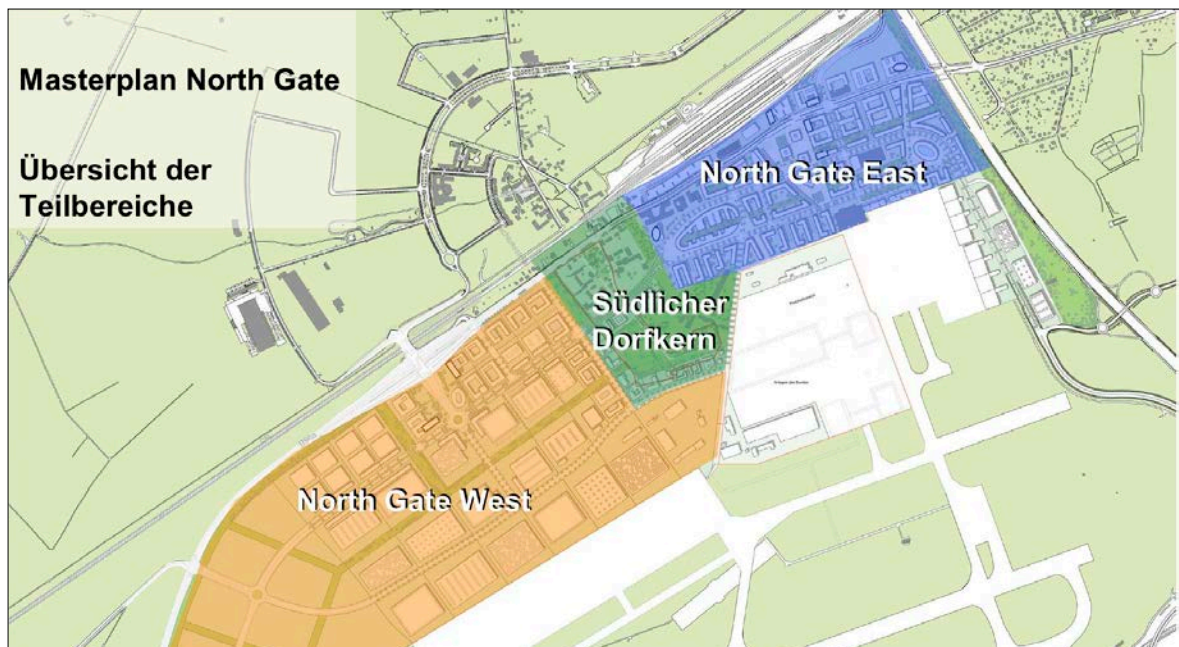 Masterplan North Gate
Übersicht der
Teilbereiche
North Gate East
Südlicher
Dorfkern
North Gate West